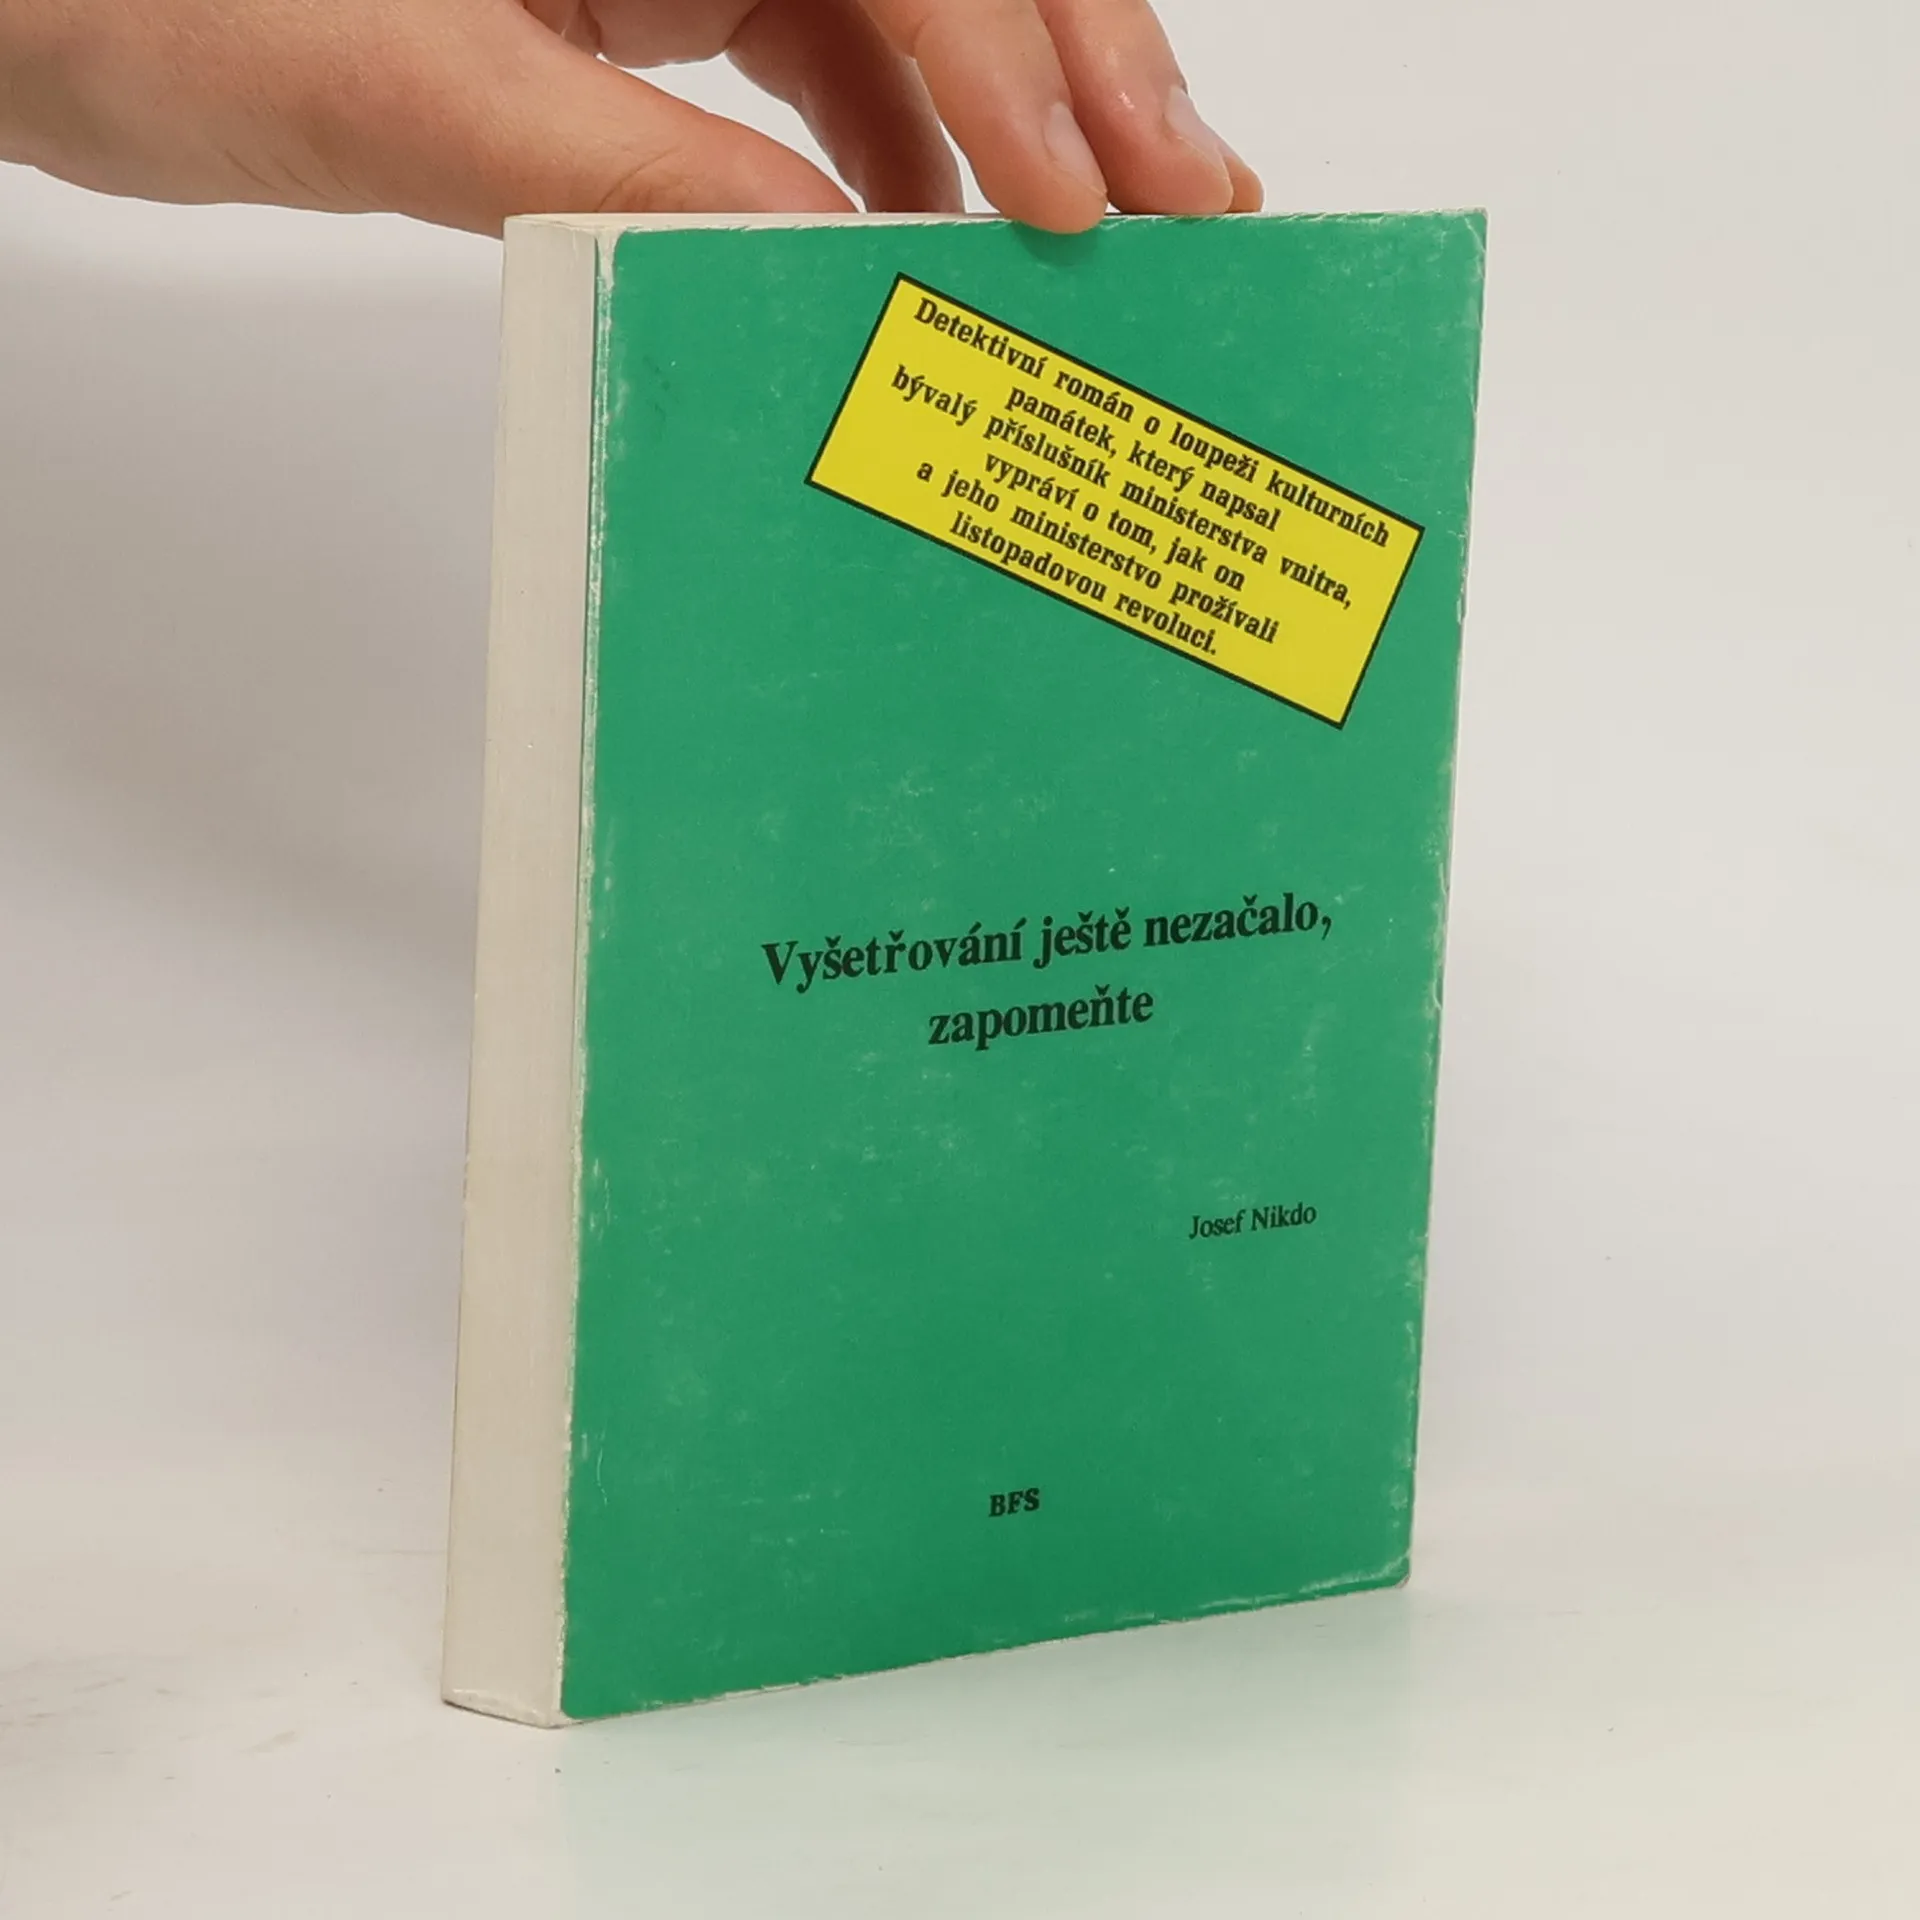 Detektivní román o loupeži kulturních
památek, který napsal
bývalý příslušník ministerstva vnitra,
vypráví o tom, jak on
a jeho ministerstvo prožívali
listopadovou revoluci.
Vyšetřování ještě nezačalo,
zapomeňte
Josef Nikdo
BFS